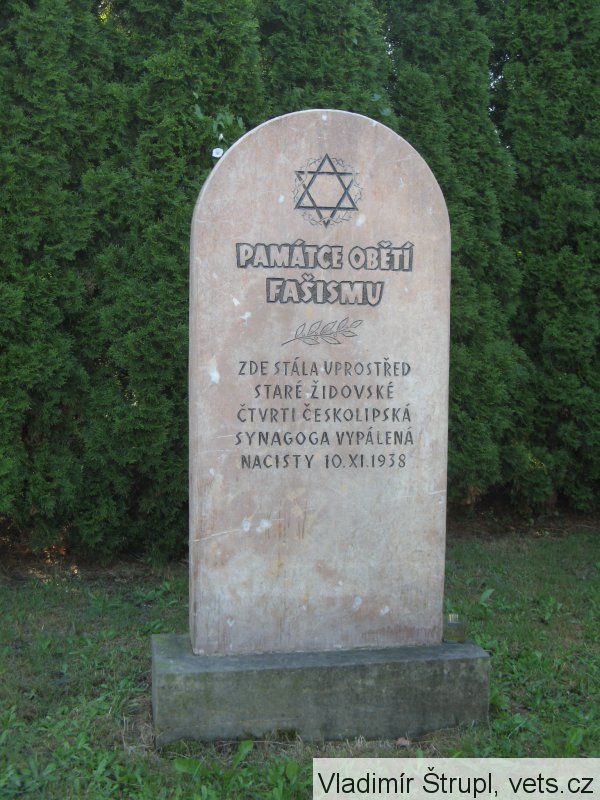 PAMÁTCE OBĚTÍ
FAŠISMU
ZDE STÁLA UPROSTŘED
STARÉ ŽIDOVSKÉ
ČTVRTI ČESKOLIPSKÁ
SYNAGOGA VYPÁLENÁ
NACISTY 10.XI.1938
Vladimír Štrupl, vets.cz